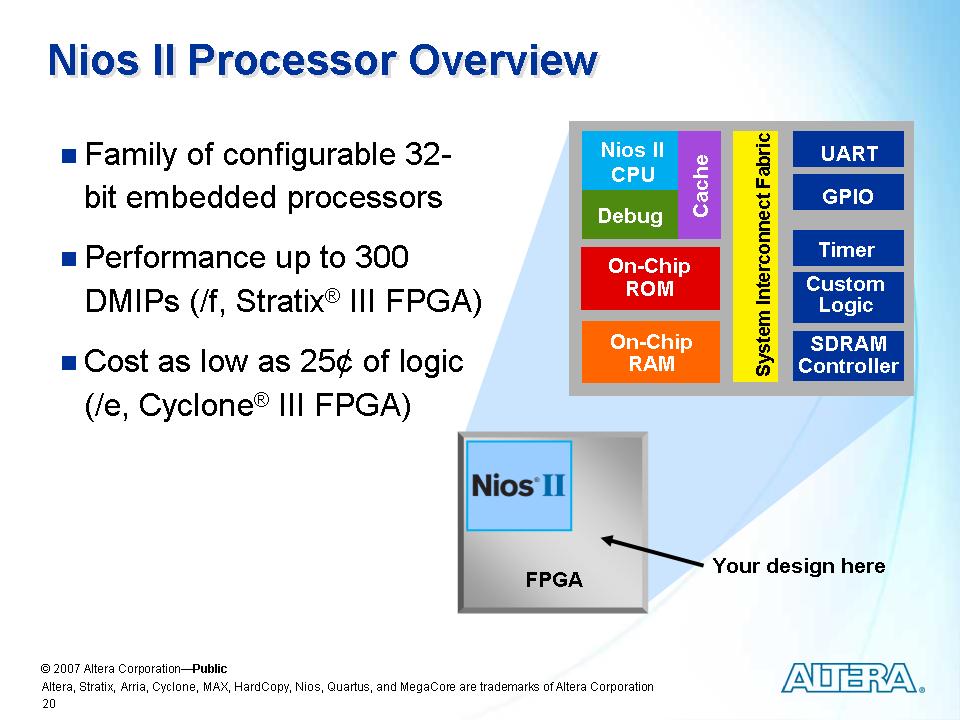 Nios II Processor Overview
Family of configurable 32-
bit embedded processors
Performance up to 300
DMIPs (/f, Stratix® III FPGA)
Cost as low as 25¢ of logic
(/e, Cyclone® III FPGA)
Nios II
CPU
Debug
Cache
On-Chip
ROM
On-Chip
RAM
System Interconnect Fabric
UART
GPIO
Timer
Custom
Logic
SDRAM
Controller
Nios® II
FPGA
Your design here
© 2007 Altera Corporation—Public
Altera, Stratix, Arria, Cyclone, MAX, HardCopy, Nios, Quartus, and MegaCore are trademarks of Altera Corporation
20
ALTERA®